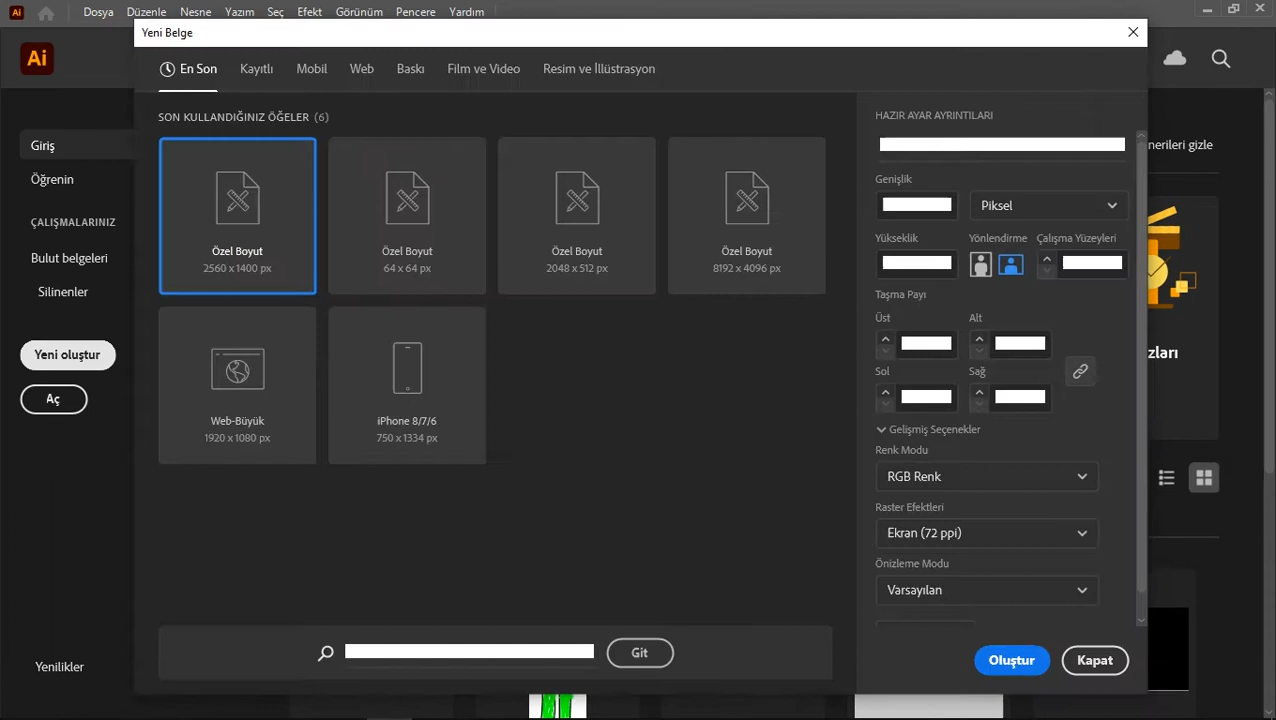 Ai
Dosya Düzenle Nesne Yazım Seç Efekt Görünüm Pencere Yardım
Yeni Belge
Ai
En Son Kayıtlı Mobil Web Baskı Film ve Video Resim ve İllüstrasyon
SON KULLANDIĞINIZ ÖĞELER (6)
HAZIR AYAR AYRINTILARI
Giriş
Öğrenin
ÇALIŞMALARINIZ
Bulut belgeleri
Silinenler
Yeni oluştur
Aç
Yenilikler
Özel Boyut
2560 x 1400 px
Özel Boyut
64 x 64 px
Özel Boyut
2048 x 512 px
Özel Boyut
8192 x 4096 px
Web-Büyük
1920 x 1080 px
iPhone 8/7/6
750 x 1334 px
Git
Genişlik
Piksel
Yükseklik Yönlendirme Çalışma Yüzeyleri
Taşma Payı
Üst Alt
Sol Sağ
Gelişmiş Seçenekler
Renk Modu
RGB Renk
Raster Efektleri
Ekran (72 ppi)
Önizleme Modu
Varsayılan
Oluştur Kapat
nerileri gizle
zları